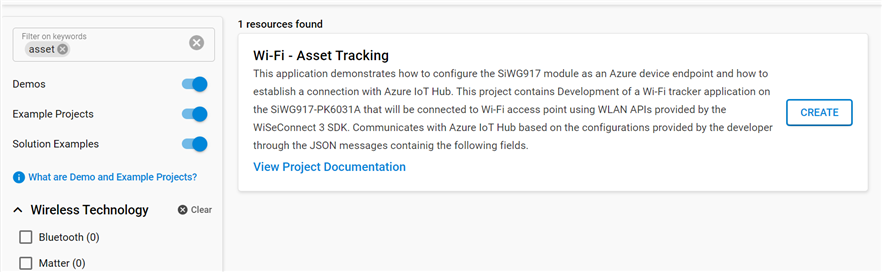 Filter on keywords
asset
Demos
Example Projects
Solution Examples
What are Demo and Example Projects?
Wireless Technology
Clear
Bluetooth (0)
Matter (0)
1 resources found
Wi-Fi - Asset Tracking
This application demonstrates how to configure the SiWG917 module as an Azure device endpoint and how to
establish a connection with Azure IoT Hub. This project contains Development of a Wi-Fi tracker application on
the SiWG917-PK6031A that will be connected to Wi-Fi access point using WLAN APIs provided by the
WiSeConnect 3 SDK. Communicates with Azure IoT Hub based on the configurations provided by the developer
through the JSON messages containig the following fields.
View Project Documentation
CREATE